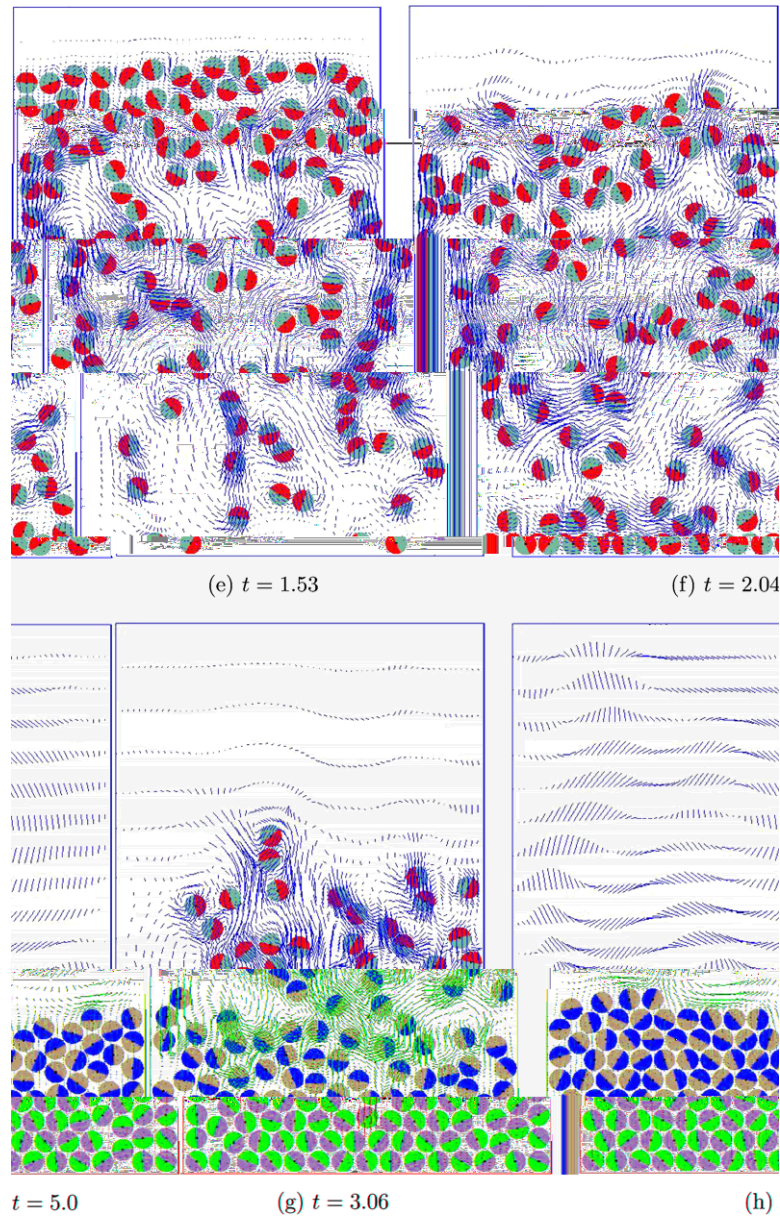 (e) t = 1.53
(f) t = 2.04
t = 5.0
(g) t = 3.06
(h)